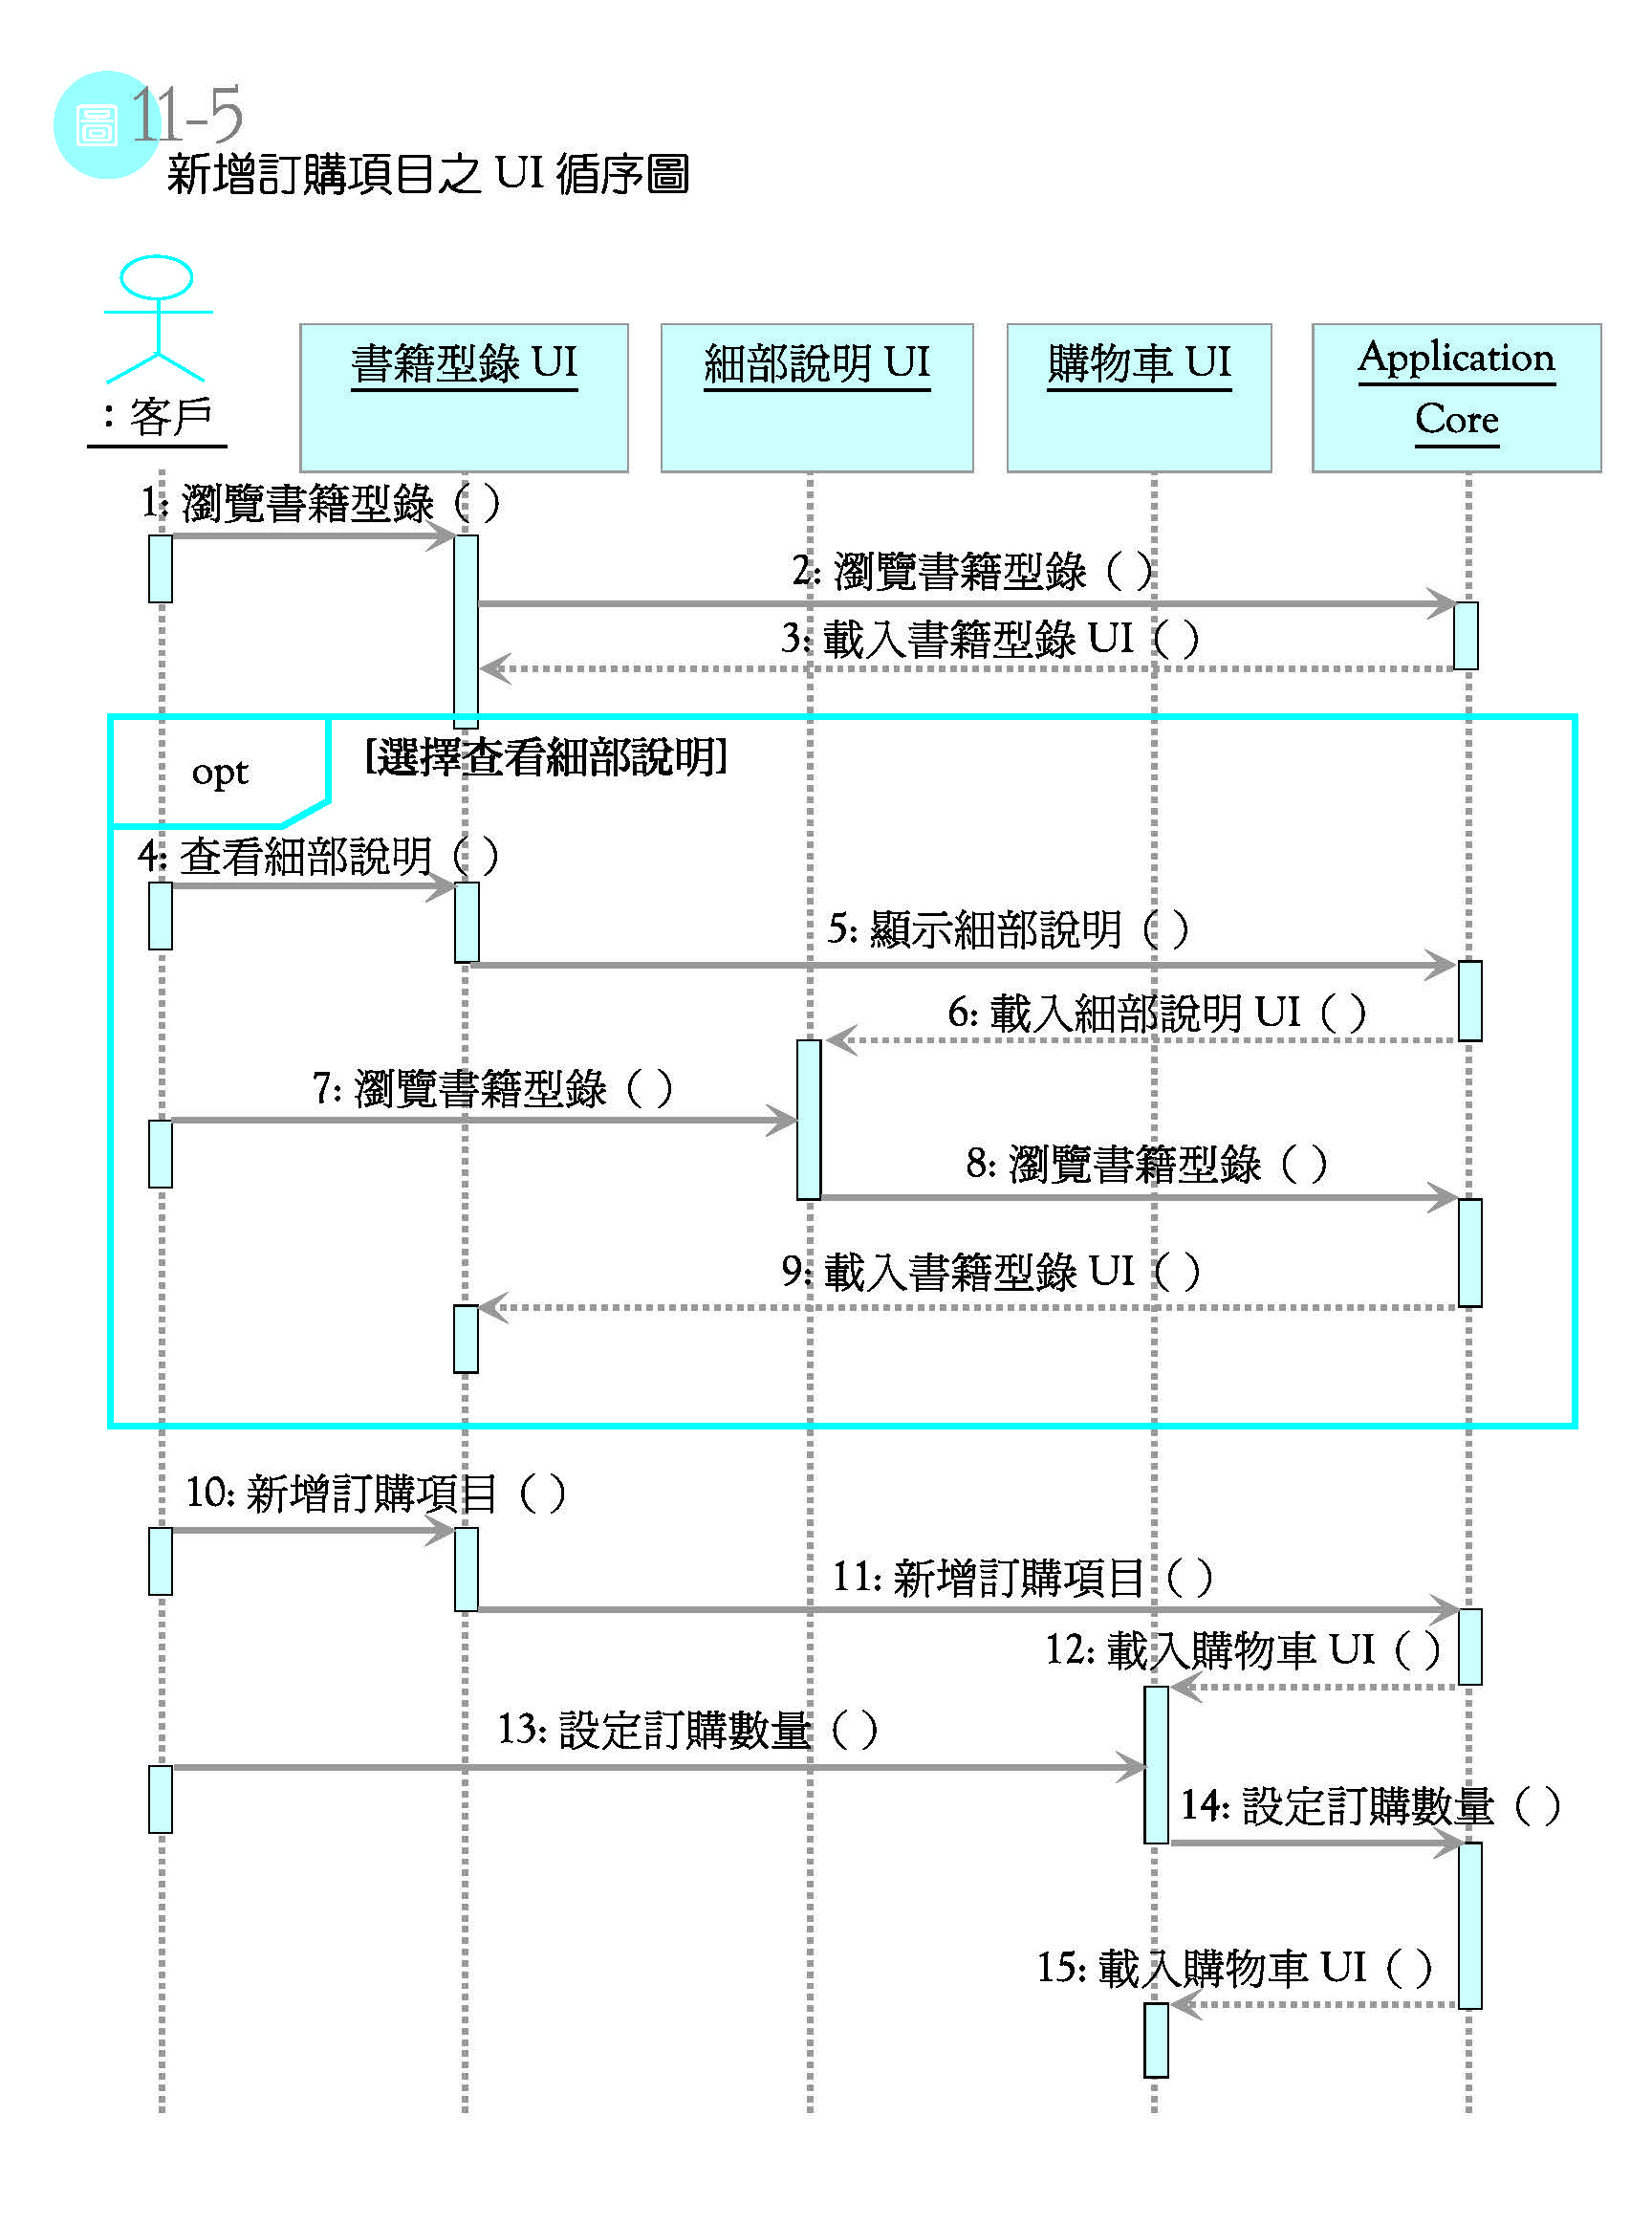 圖 11-5
新增訂購項目之 UI 循序圖
：客戶
書籍型錄 UI
細部說明 UI
購物車 UI
Application
Core
1: 瀏覽書籍型錄（ ）
2: 瀏覽書籍型錄（ ）
3: 載入書籍型錄 UI（ ）
opt
[選擇查看細部說明]
4: 查看細部說明（ ）
5: 顯示細部說明（ ）
6: 載入細部說明 UI（ ）
7: 瀏覽書籍型錄（ ）
8: 瀏覽書籍型錄（ ）
9: 載入書籍型錄 UI（ ）
10: 新增訂購項目（ ）
11: 新增訂購項目（ ）
12: 載入購物車 UI（ ）
13: 設定訂購數量（ ）
14: 設定訂購數量（ ）
15: 載入購物車 UI（ ）